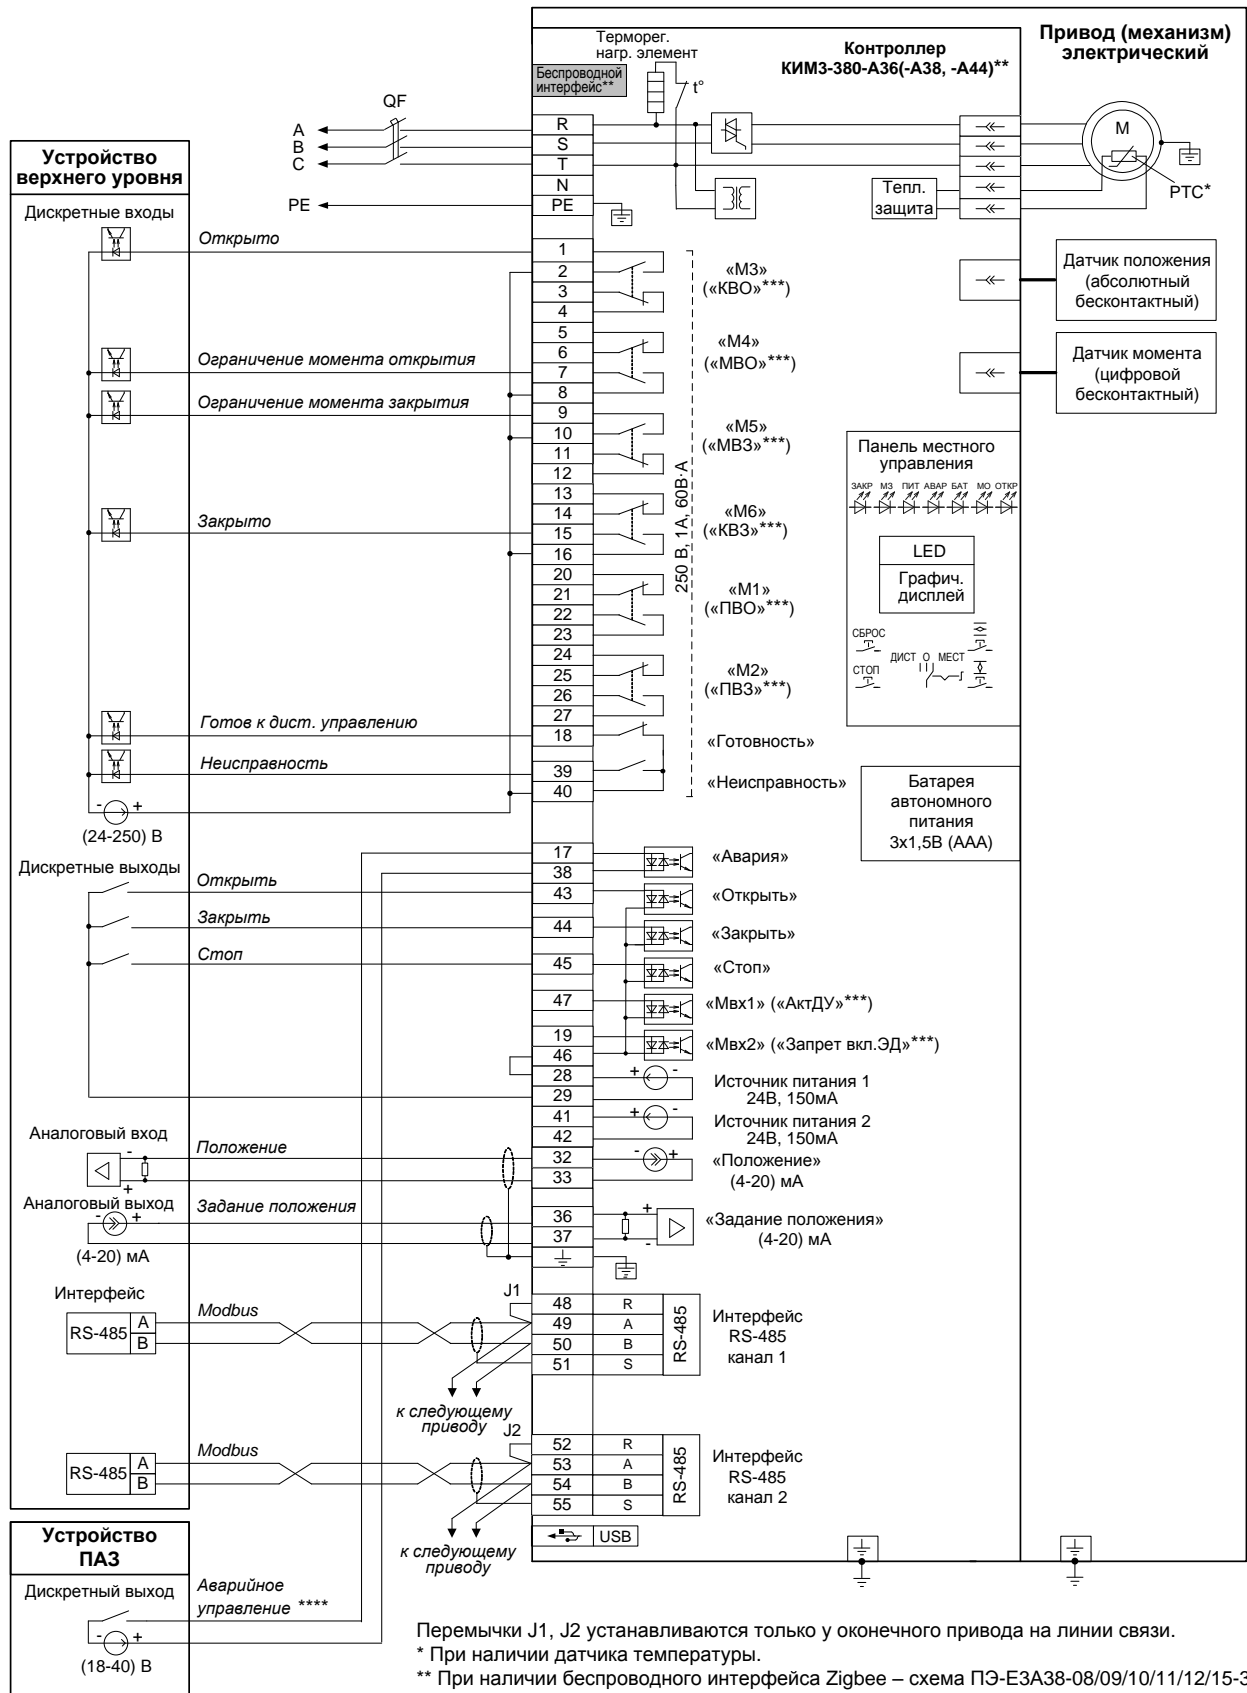 Привод (механизм)
электрический
Терморег.
нагр. элемент
Контроллер
КИМ3-380-А36(-А38, -А44)**
Беспроводной
интерфейс**
t°
QF
A
B
C
PE
R
S
T
N
PE
M
Тепл.
защита
PTC*
Устройство
верхнего уровня
Дискретные входы
Открыто
1
2
3
4
«М3»
(«КВО»***)
Датчик положения
(абсолютный
бесконтактный)
Ограничение момента открытия
5
6
7
8
«М4»
(«МВО»***)
Датчик момента
(цифровой
бесконтактный)
Ограничение момента закрытия
9
10
11
12
«М5»
(«МВЗ»***)
Закрыто
13
14
15
16
«М6»
(«КВЗ»***)
250 В, 1А, 60В·А
20
21
22
23
«М1»
(«ПВО»***)
24
25
26
27
«М2»
(«ПВЗ»***)
Панель местного
управления
ЗАКР МЗ ПИТ АВАР БАТ МО ОТКР
LED
Графич.
дисплей
СБРОС
СТОП
ДИСТ О МЕСТ
Готов к дист. управлению
18
«Готовность»
Неисправность
39
40
«Неисправность»
- +
(24-250) В
Батарея
автономного
питания
3х1,5В (ААА)
Дискретные выходы
17
38
«Авария»
Открыть
43
«Открыть»
Закрыть
44
«Закрыть»
Стоп
45
«Стоп»
47
«Мвх1» («АктДУ»***)
19
46
«Мвх2» («Запрет вкл.ЭД»***)
28
29
+ -
Источник питания 1
24В, 150мА
41
42
+ -
Источник питания 2
24В, 150мА
Аналоговый вход
-
+
Положение
32
33
- +
«Положение»
(4-20) мА
Аналоговый выход
- +
(4-20) мА
Задание положения
36
37
+
-
«Задание положения»
(4-20) мА
Интерфейс
RS-485
A
B
Modbus
J1
48 R
49 A
50 B
51 S
RS-485
Интерфейс
RS-485
канал 1
к следующему
приводу
RS-485
A
B
Modbus
J2
52 R
53 A
54 B
55 S
RS-485
Интерфейс
RS-485
канал 2
к следующему
приводу
USB
Устройство
ПАЗ
Дискретный выход
- +
(18-40) В
Аварийное
управление ****
Перемычки J1, J2 устанавливаются только у оконечного привода на линии связи.
* При наличии датчика температуры.
** При наличии беспроводного интерфейса Zigbee – схема ПЭ-Е3А38-08/09/10/11/12/15-3